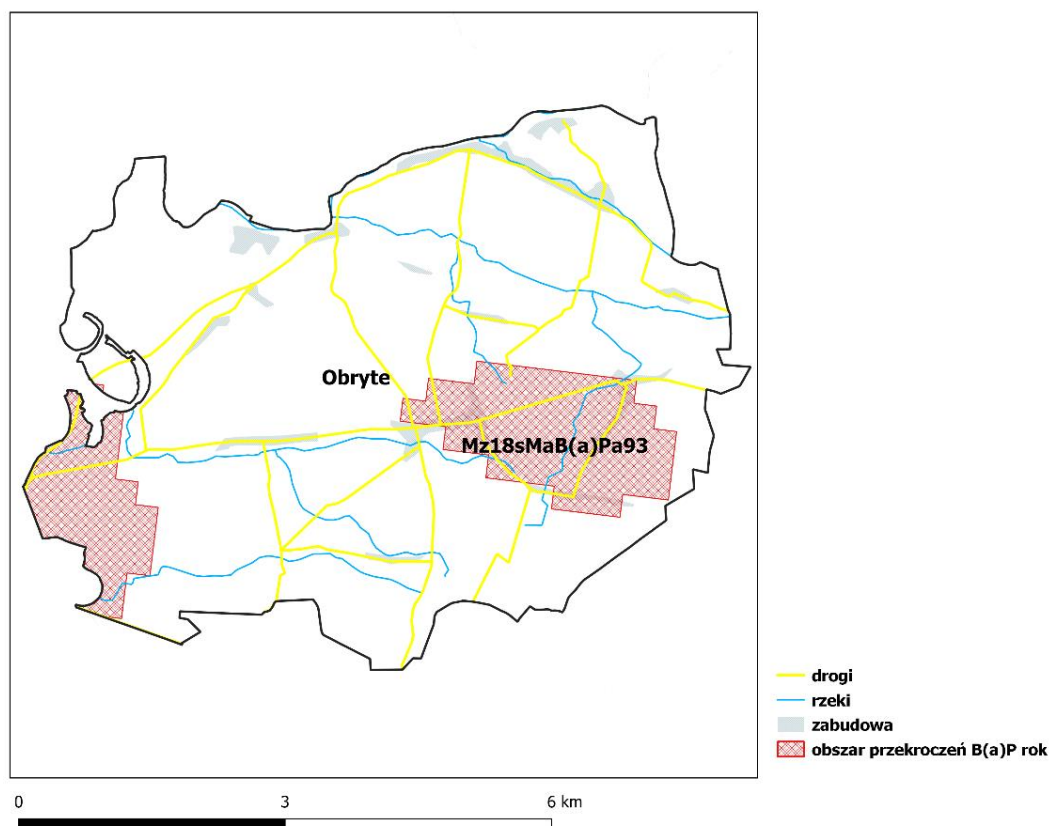 Obryte
Mz18sMaB(a)Pa93
drogi
rzeki
zabudowa
obszar przekroczeń B(a)P rok
0 3 6 km